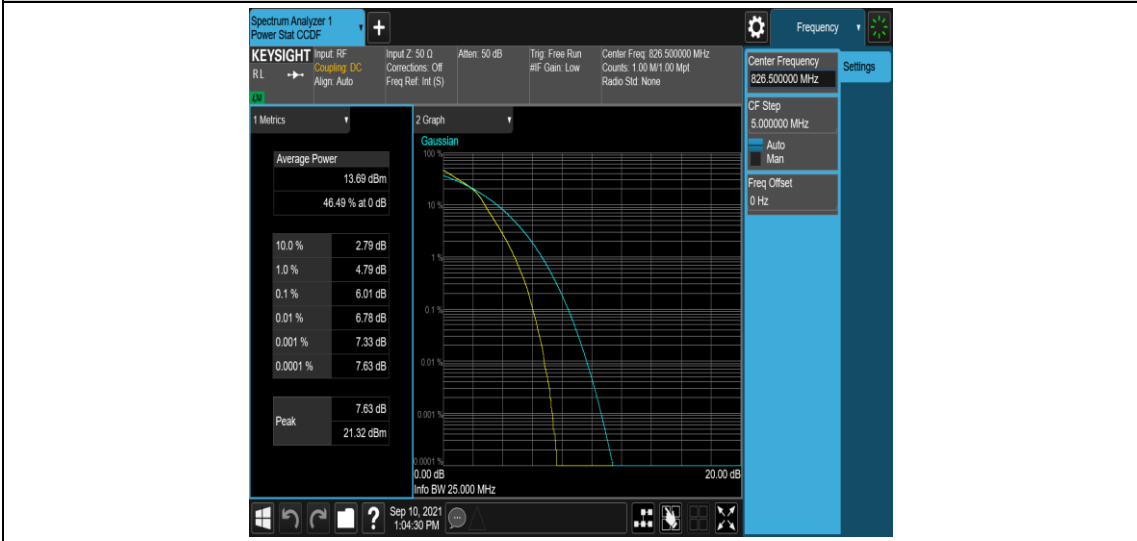 Spectrum Analyzer 1
Power Stat CCDF
+
Frequency
KEYSIGHT
Input: RF
Input Z: 50 Ω
Atten: 50 dB
Trig: Free Run
Center Freq: 826.500000 MHz
RL
Coupling: DC
Corrections: Off
#IF Gain: Low
Counts: 1.00 M/1.00 Mpt
Align: Auto
Freq Ref: Int (S)
Radio Std: None
Center Frequency
826.500000 MHz
Settings
CF Step
5.000000 MHz
Auto
Man
Freq Offset
0 Hz
1 Metrics
Average Power
13.69 dBm
46.49 % at 0 dB
10.0 % 2.79 dB
1.0 % 4.79 dB
0.1 % 6.01 dB
0.01 % 6.78 dB
0.001 % 7.33 dB
0.0001 % 7.63 dB
Peak
7.63 dB
21.32 dBm
2 Graph
Gaussian
100 %
10 %
1 %
0.1 %
0.01 %
0.001 %
0.0001 %
0.00 dB 20.00 dB
Info BW 25.000 MHz
?
Sep 10, 2021
1:04:30 PM